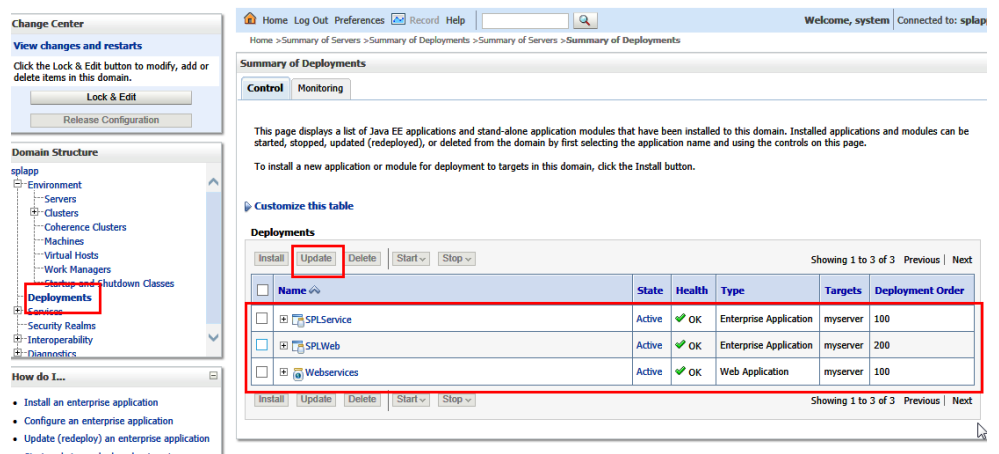 Change Center
View changes and restarts
Click the Lock & Edit button to modify, add or
delete items in this domain.
Lock & Edit
Release Configuration
Domain Structure
splapp
Environment
Servers
Clusters
Coherence Clusters
Machines
Virtual Hosts
Work Managers
Startup and Shutdown Classes
Deployments
Services
Security Realms
Interoperability
Diagnostics
How do I...
Install an enterprise application
Configure an enterprise application
Update (redeploy) an enterprise application
Home Log Out Preferences Record Help
Welcome, system Connected to: splapp
Home >Summary of Servers >Summary of Deployments >Summary of Servers >Summary of Deployments
Summary of Deployments
Control Monitoring
This page displays a list of Java EE applications and stand-alone application modules that have been installed to this domain. Installed applications and modules can be
started, stopped, updated (redeployed), or deleted from the domain by first selecting the application name and using the controls on this page.
To install a new application or module for deployment to targets in this domain, click the Install button.
Customize this table
Deployments
Install Update Delete Start Stop Showing 1 to 3 of 3 Previous | Next
Name State Health Type Targets Deployment Order
SPLService Active OK Enterprise Application myserver 100
SPLWeb Active OK Enterprise Application myserver 200
Webservices Active OK Web Application myserver 100
Install Update Delete Start Stop Showing 1 to 3 of 3 Previous | Next